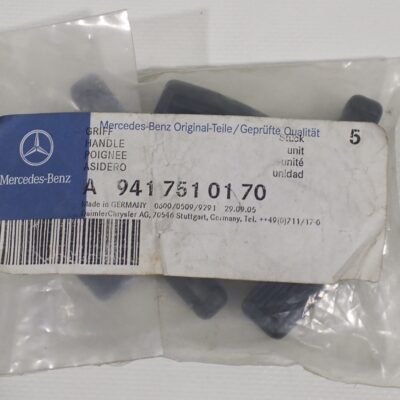 Mercedes-Benz Original-Teile/Geprüfte Qualität
GRIFF Stück 5
HANDLE unit
POIGNEE unité
ASIDERO unidad
Mercedes-Benz
A 941 751 01 70
Made in GERMANY 0500/0509/9291 29.09.05
DaimlerChrysler AG, 70546 Stuttgart, Germany, Tel. ++49(0)711/17-0